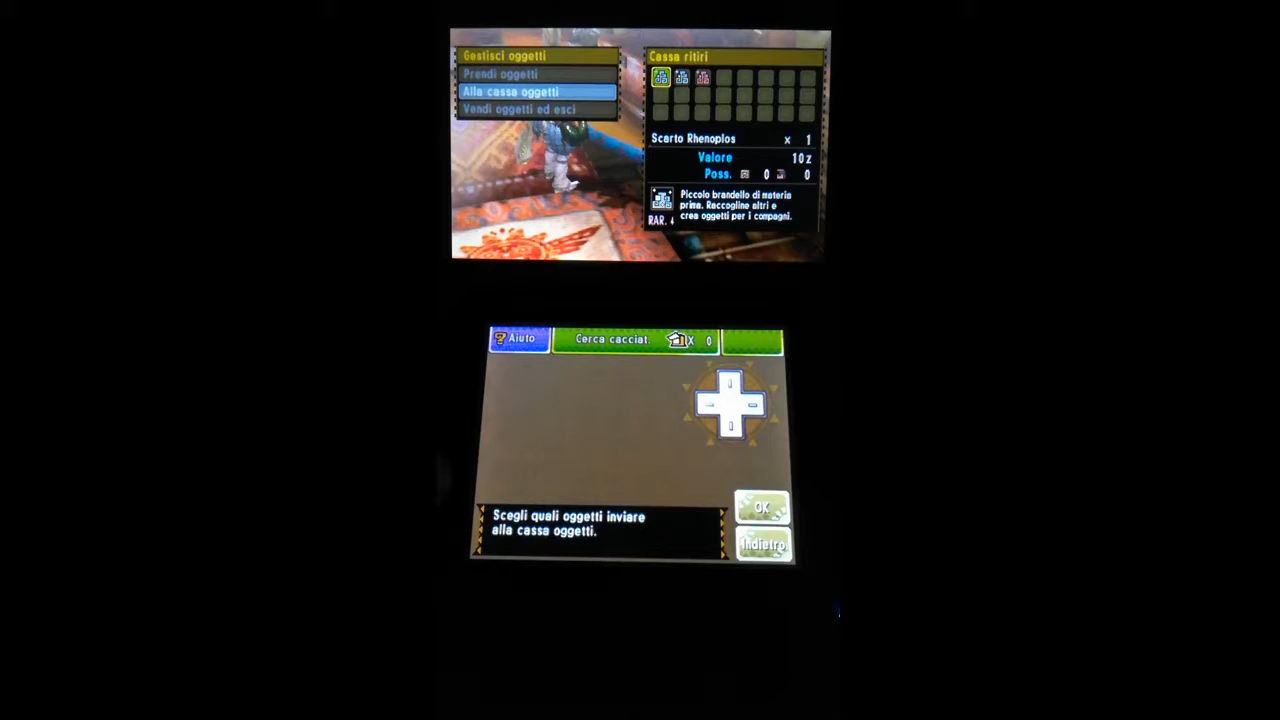 Gestisci oggetti
Prendi oggetti
Alla cassa oggetti
Vendi oggetti ed esci
Cassa ritiri
Scarto Rhenoplos x 1
Valore 10z
Poss. 0 0
Piccolo brandello di materia
prima. Raccogline altri e
crea oggetti per i compagni.
RAR. 4
? Aiuto
Cerca cacciat. X 0
Scegli quali oggetti inviare
alla cassa oggetti.
OK
Indietro